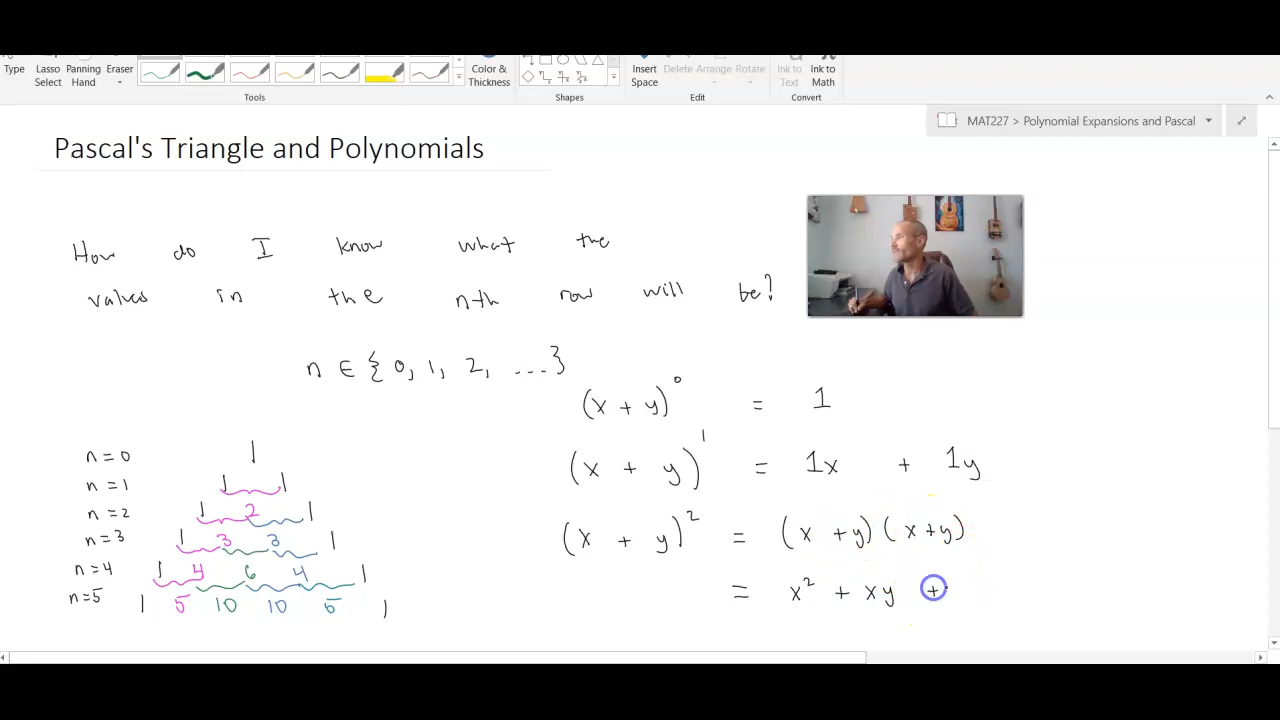 Type
Lasso Select
Panning Hand
Eraser
Color & Thickness
Insert Space
Delete
Arrange
Rotate
Ink to Text
Ink to Math
Tools
Shapes
Edit
Convert
MAT227 > Polynomial Expansions and Pascal
Pascal's Triangle and Polynomials
How do I know what the
values in the nth row will be?
n ∈ {0, 1, 2, ...}
(x + y)⁰ = 1
(x + y)¹ = 1x + 1y
(x + y)² = (x + y)(x+y)
= x² + xy +
n=0 1
n=1 1 1
n=2 1 2 1
n=3 1 3 3 1
n=4 1 4 6 4 1
n=5 1 5 10 10 5 1